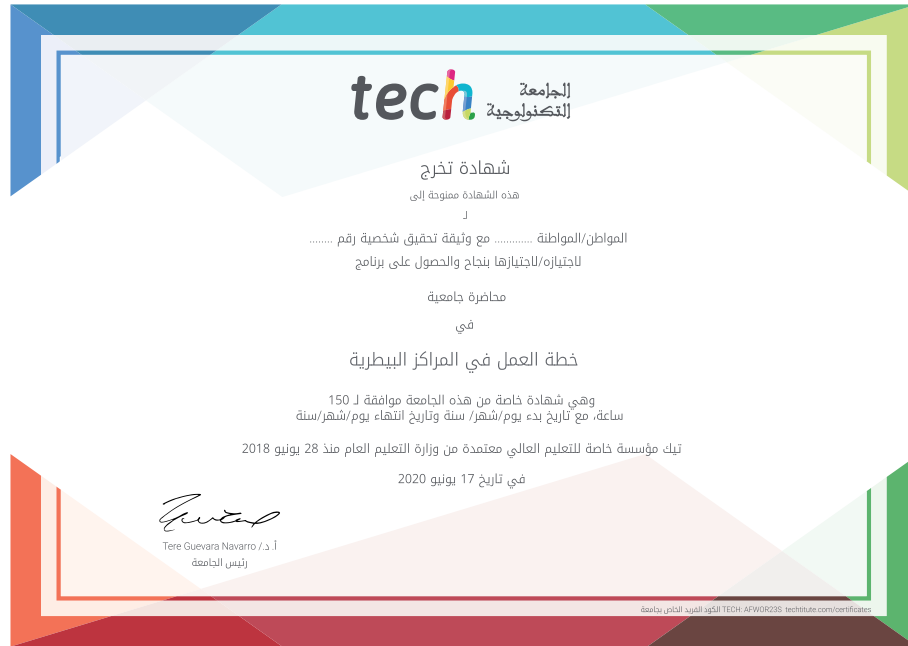 tech الجامعة
التكنولوجية
شهادة تخرج
هذه الشهادة ممنوحة إلى
لـ
المواطن/المواطنة ............ مع وثيقة تحقيق شخصية رقم ........
لاجتيازه/لاجتيازها بنجاح والحصول على برنامج
محاضرة جامعية
في
خطة العمل في المراكز البيطرية
وهي شهادة خاصة من هذه الجامعة موافقة لـ 150
ساعة، مع تاريخ بدء يوم/شهر/ سنة وتاريخ انتهاء يوم/شهر/سنة
تيك مؤسسة خاصة للتعليم العالي معتمدة من وزارة التعليم العام منذ 28 يونيو 2018
في تاريخ 17 يونيو 2020
أ. د./ Tere Guevara Navarro
رئيس الجامعة
الكود الفريد الخاص بجامعة TECH: AFWOR23S techtitute.com/certificates